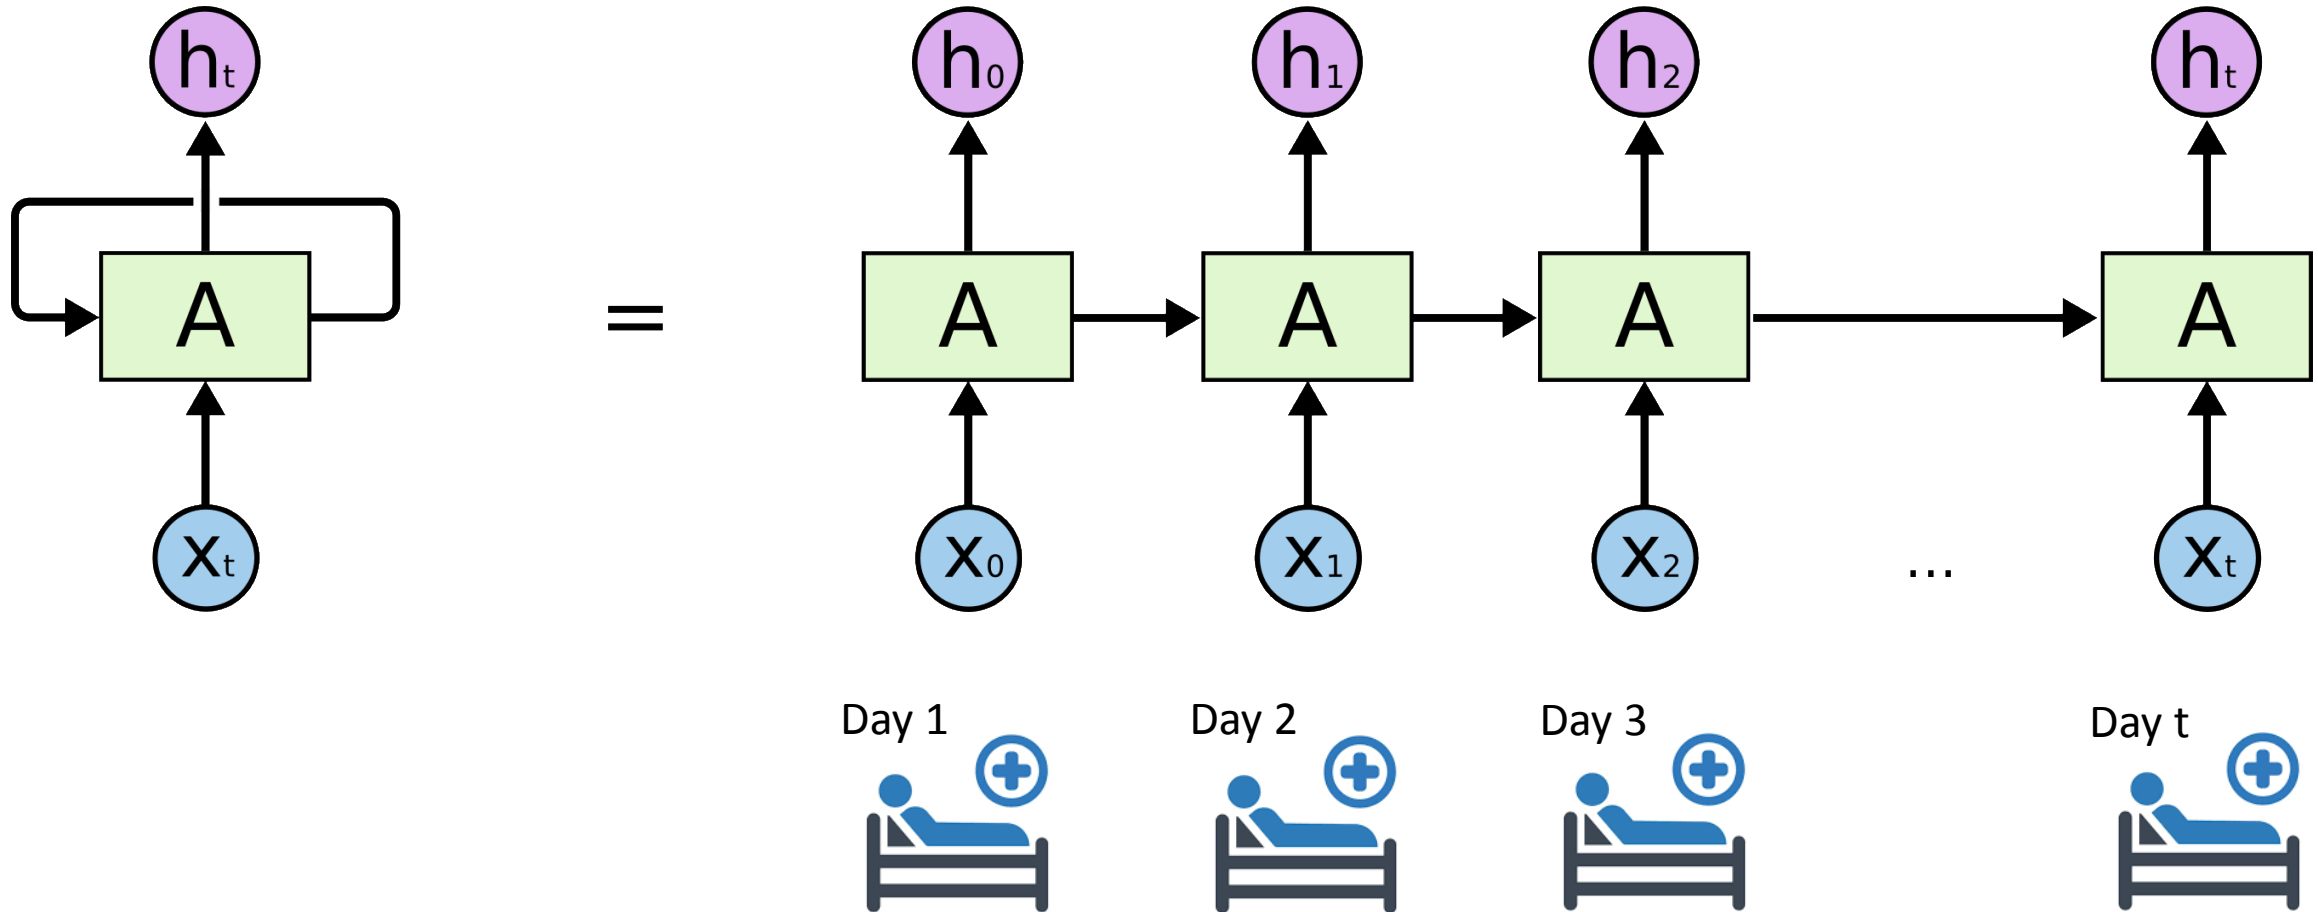 hₜ h₀ h₁ h₂ hₜ
A = A A A A
xₜ x₀ x₁ x₂ ... xₜ
Day 1 Day 2 Day 3 Day t